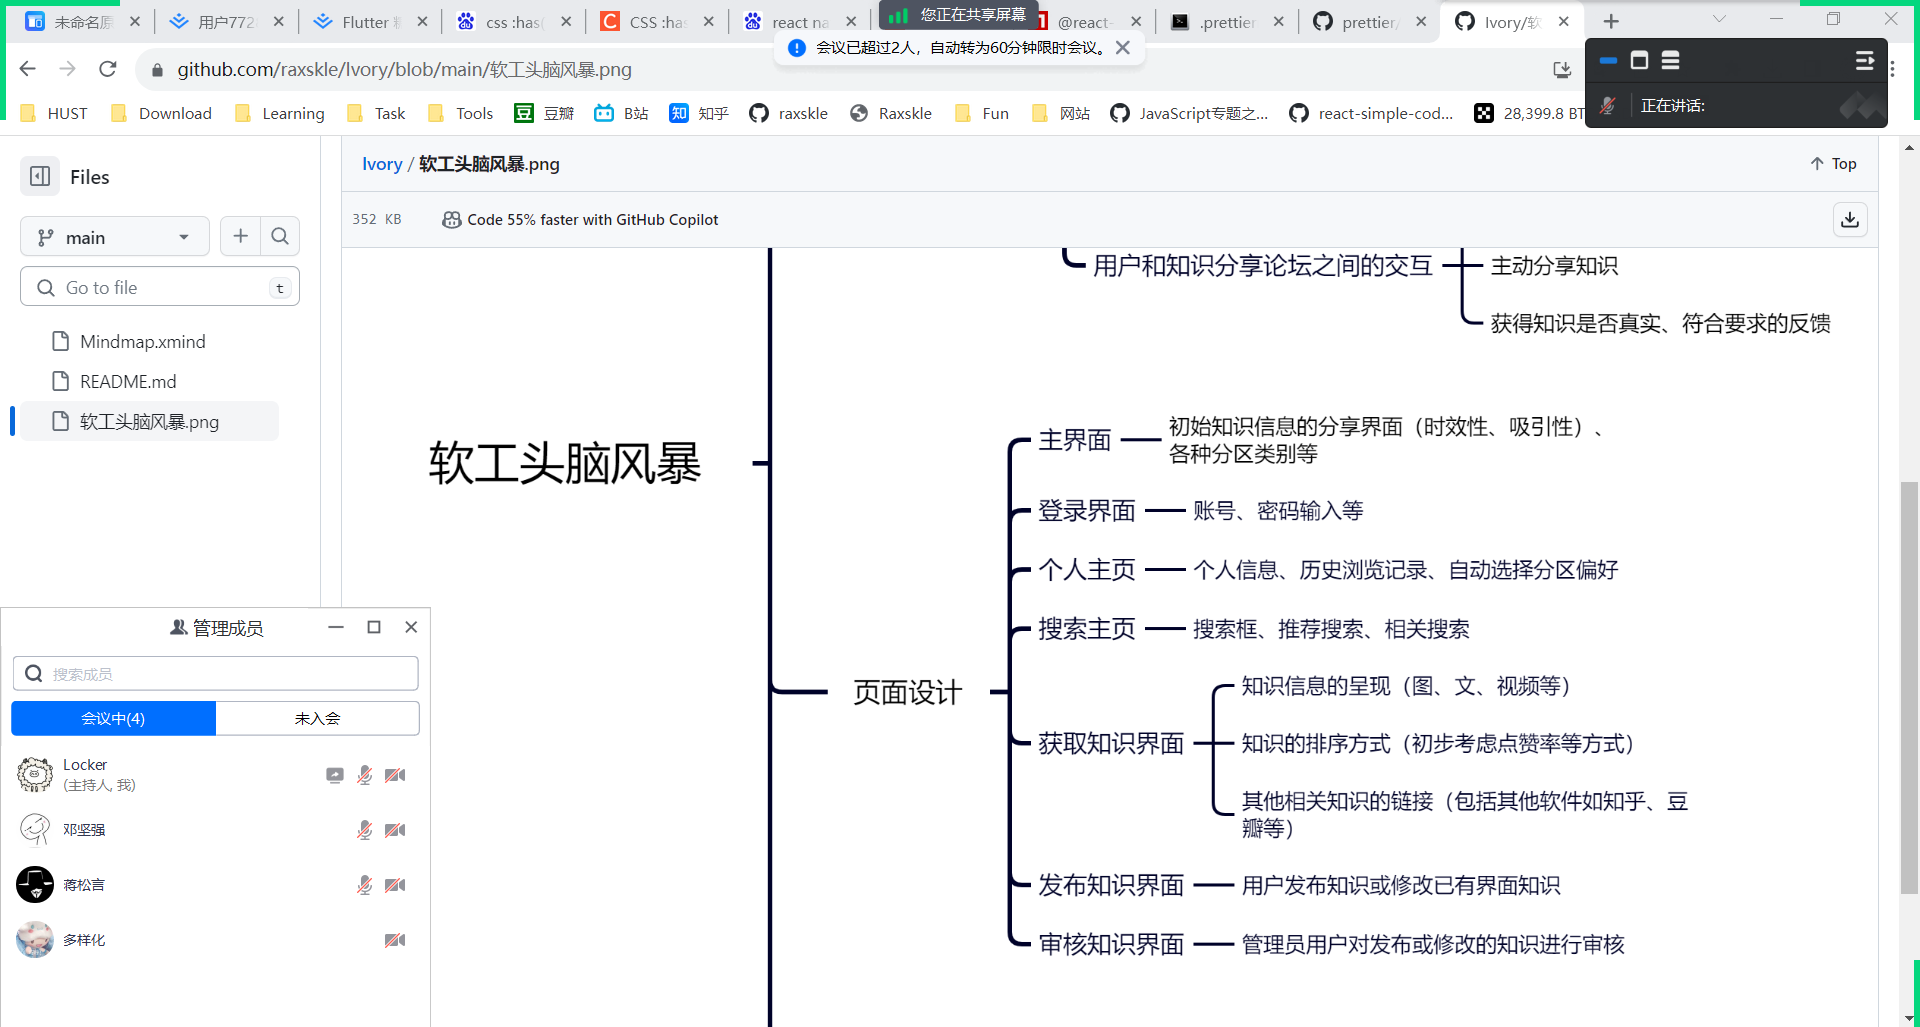 未命名原
用户772
Flutter 精
css :has(
CSS :has
react na
您正在共享屏幕
@react-
.prettier
prettier/
Ivory/软
会议已超过2人，自动转为60分钟限时会议。
github.com/raxskle/Ivory/blob/main/软工头脑风暴.png
正在讲话:
HUST
Download
Learning
Task
Tools
豆瓣
B站
知乎
raxskle
Raxskle
Fun
网站
JavaScript专题之...
react-simple-cod...
28,399.8 BT
Files
Ivory / 软工头脑风暴.png
Top
main
352 KB
Code 55% faster with GitHub Copilot
Go to file
t
Mindmap.xmind
README.md
软工头脑风暴.png
用户和知识分享论坛之间的交互
主动分享知识
获得知识是否真实、符合要求的反馈
软工头脑风暴
页面设计
主界面
初始知识信息的分享界面（时效性、吸引性）、
各种分区类别等
登录界面
账号、密码输入等
个人主页
个人信息、历史浏览记录、自动选择分区偏好
搜索主页
搜索框、推荐搜索、相关搜索
获取知识界面
知识信息的呈现（图、文、视频等）
知识的排序方式（初步考虑点赞率等方式）
其他相关知识的链接（包括其他软件如知乎、豆
瓣等）
发布知识界面
用户发布知识或修改已有界面知识
审核知识界面
管理员用户对发布或修改的知识进行审核
管理成员
搜索成员
会议中(4)
未入会
Locker
(主持人, 我)
邓坚强
蒋松言
多样化